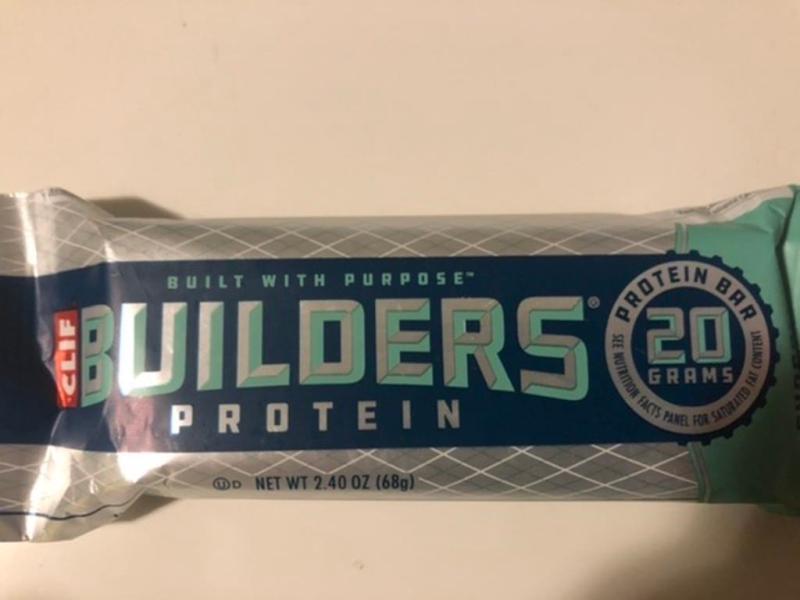 BUILT WITH PURPOSE™
CLIF
BUILDERS®
PROTEIN
PROTEIN BAR
20
GRAMS
SEE NUTRITION FACTS PANEL FOR SATURATED FAT CONTENT
ⓊD NET WT 2.40 OZ (68g)